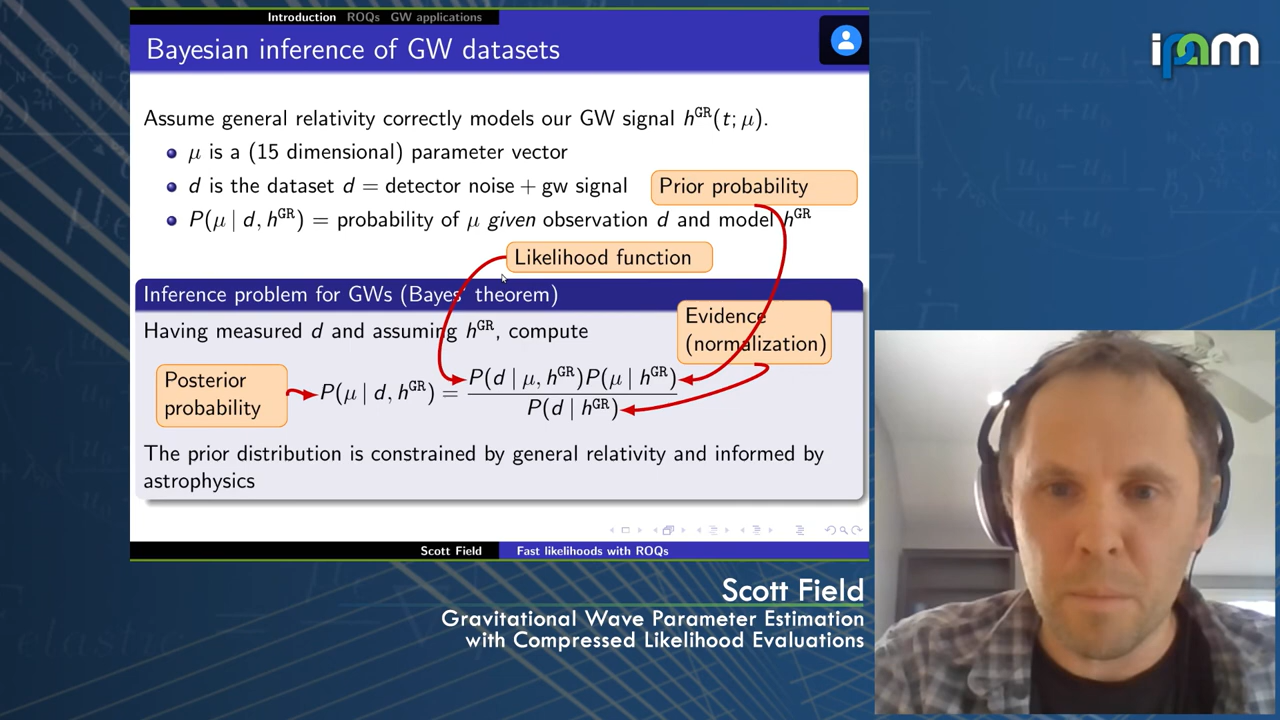 Introduction ROQs GW applications
Bayesian inference of GW datasets
ipam
Assume general relativity correctly models our GW signal h^GR(t; μ).
μ is a (15 dimensional) parameter vector
d is the dataset d = detector noise + gw signal
Prior probability
P(μ | d, h^GR) = probability of μ given observation d and model h^GR
Likelihood function
Inference problem for GWs (Bayes' theorem)
Having measured d and assuming h^GR, compute
Evidence
(normalization)
Posterior
probability
P(μ | d, h^GR) = P(d | μ, h^GR)P(μ | h^GR)
P(d | h^GR)
The prior distribution is constrained by general relativity and informed by
astrophysics
Scott Field Fast likelihoods with ROQs
Scott Field
Gravitational Wave Parameter Estimation
with Compressed Likelihood Evaluations